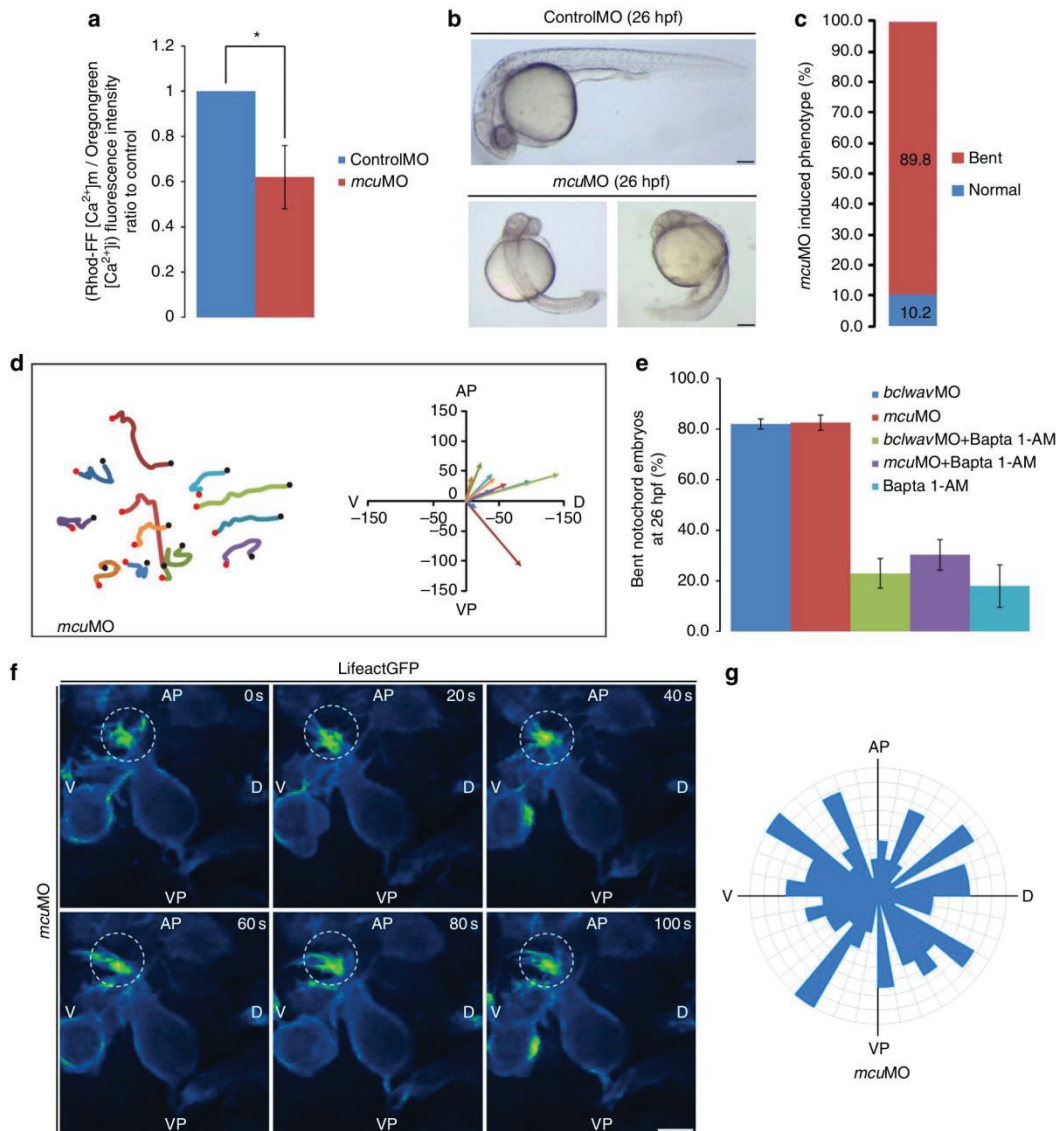 a
1.2
1
0.8
0.6
0.4
0.2
0
*
(Rhod-FF [Ca²⁺]m / Oregongreen
[Ca²⁺]i) fluorescence intensity
ratio to control
ControlMO
mcuMO
b
ControlMO (26 hpf)
mcuMO (26 hpf)
c
100.0
90.0
80.0
70.0
60.0
50.0
40.0
30.0
20.0
10.0
0.0
mcuMO induced phenotype (%)
89.8
10.2
Bent
Normal
d
AP
150
100
50
0
−50
−100
−150
V
D
−150
−50
−50
−150
VP
mcuMO
e
100.0
80.0
60.0
40.0
20.0
0.0
Bent notochord embryos
at 26 hpf (%)
bclwavMO
mcuMO
bclwavMO+Bapta 1-AM
mcuMO+Bapta 1-AM
Bapta 1-AM
f
LifeactGFP
mcuMO
AP 0 s
V D
VP
AP 20 s
V D
VP
AP 40 s
V D
VP
AP 60 s
V D
VP
AP 80 s
V D
VP
AP 100 s
V D
VP
g
AP
V D
VP
mcuMO